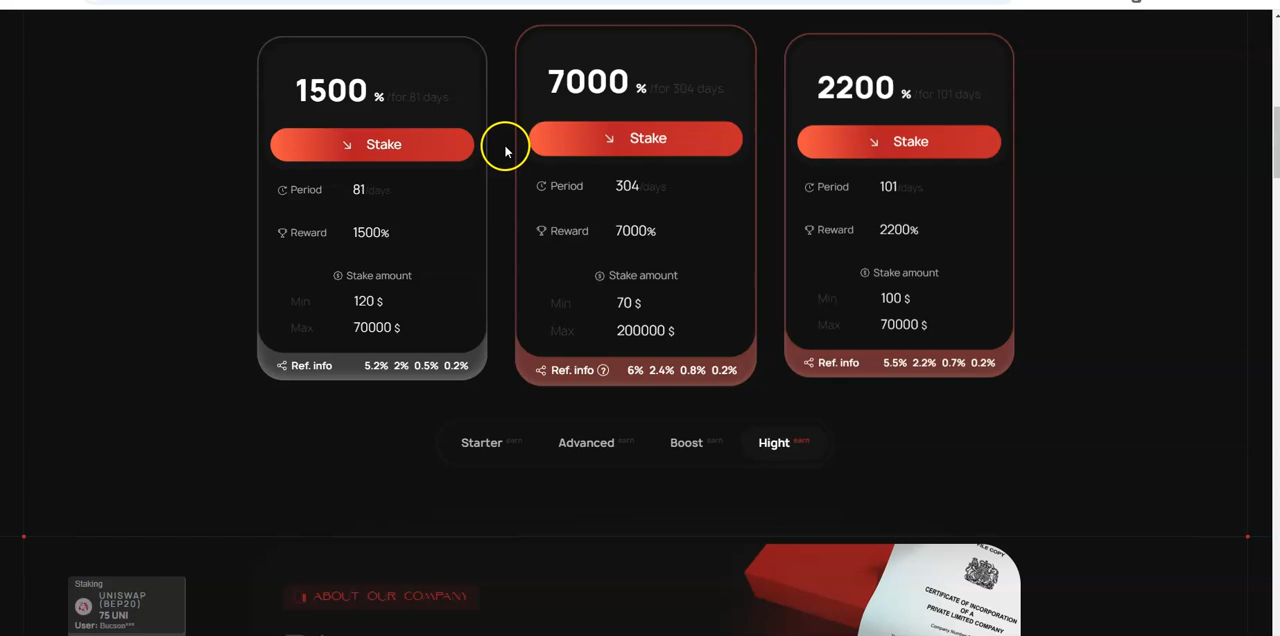 1500 % /for 81 days
Stake
Period 81/days
Reward 1500%
Stake amount
Min 120 $
Max 70000 $
Ref. info 5.2% 2% 0.5% 0.2%
7000 % /for 304 days
Stake
Period 304/days
Reward 7000%
Stake amount
Min 70 $
Max 200000 $
Ref. info ? 6% 2.4% 0.8% 0.2%
2200 % /for 101 days
Stake
Period 101/days
Reward 2200%
Stake amount
Min 100 $
Max 70000 $
Ref. info 5.5% 2.2% 0.7% 0.2%
Starter earn Advanced earn Boost earn Hight earn
Staking
UNISWAP
(BEP20)
75 UNI
User: Bucson***
ABOUT OUR COMPANY
FILE COPY
CERTIFICATE OF INCORPORATION
OF A
PRIVATE LIMITED COMPANY